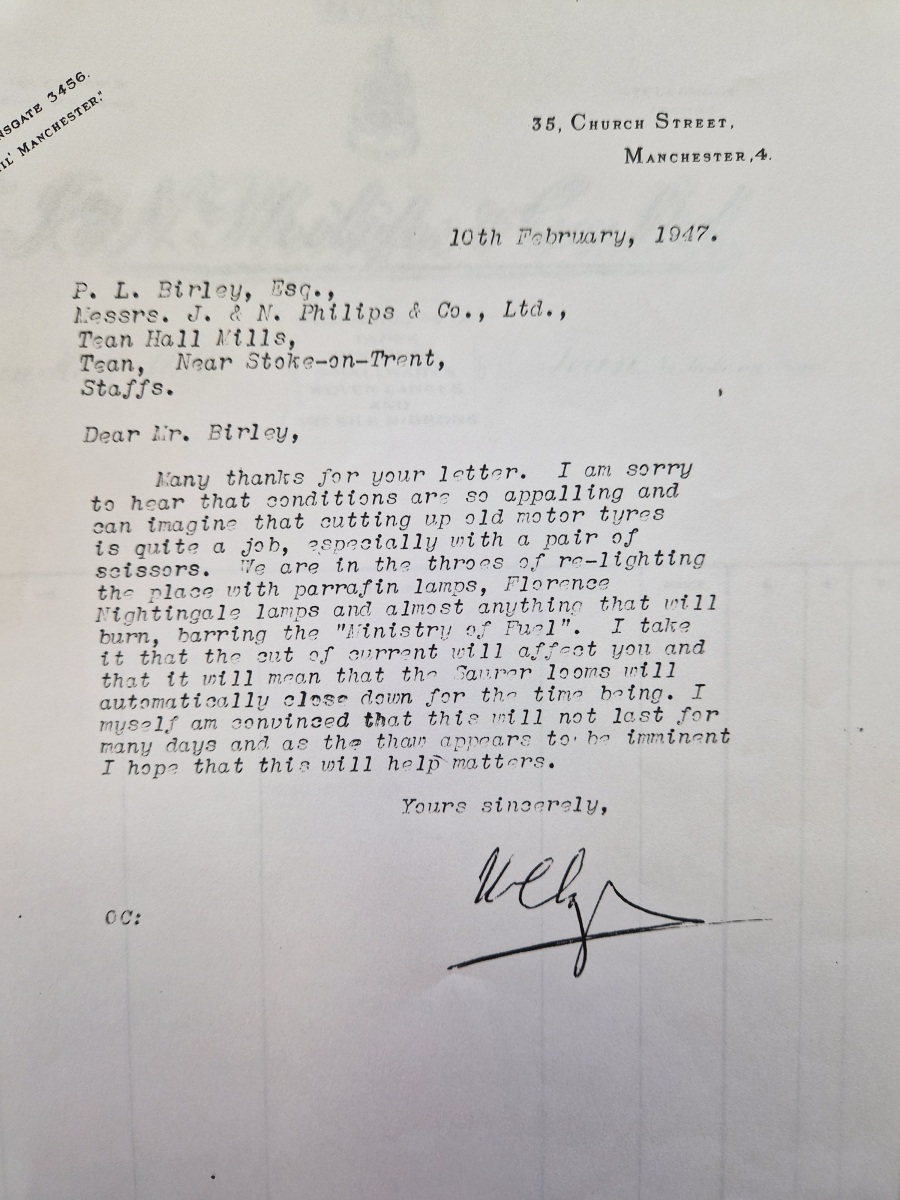 NSGATE 3456.
MANCHESTER."
35, CHURCH STREET,
MANCHESTER, 4.
10th February, 1947.
P. L. Birley, Esq.,
Messrs. J. & N. Philips & Co., Ltd.,
Tean Hall Mills,
Tean, Near Stoke-on-Trent,
Staffs.
Dear Mr. Birley,
Many thanks for your letter. I am sorry
to hear that conditions are so appalling and
can imagine that cutting up old motor tyres
is quite a job, especially with a pair of
scissors. We are in the throes of re-lighting
the place with parrafin lamps, Florence
Nightingale lamps and almost anything that will
burn, barring the "Ministry of Fuel". I take
it that the cut of current will affect you and
that it will mean that the Saurer looms will
automatically close down for the time being. I
myself am convinced that this will not last for
many days and as the thaw appears to be imminent
I hope that this will help matters.
Yours sincerely,
CC: